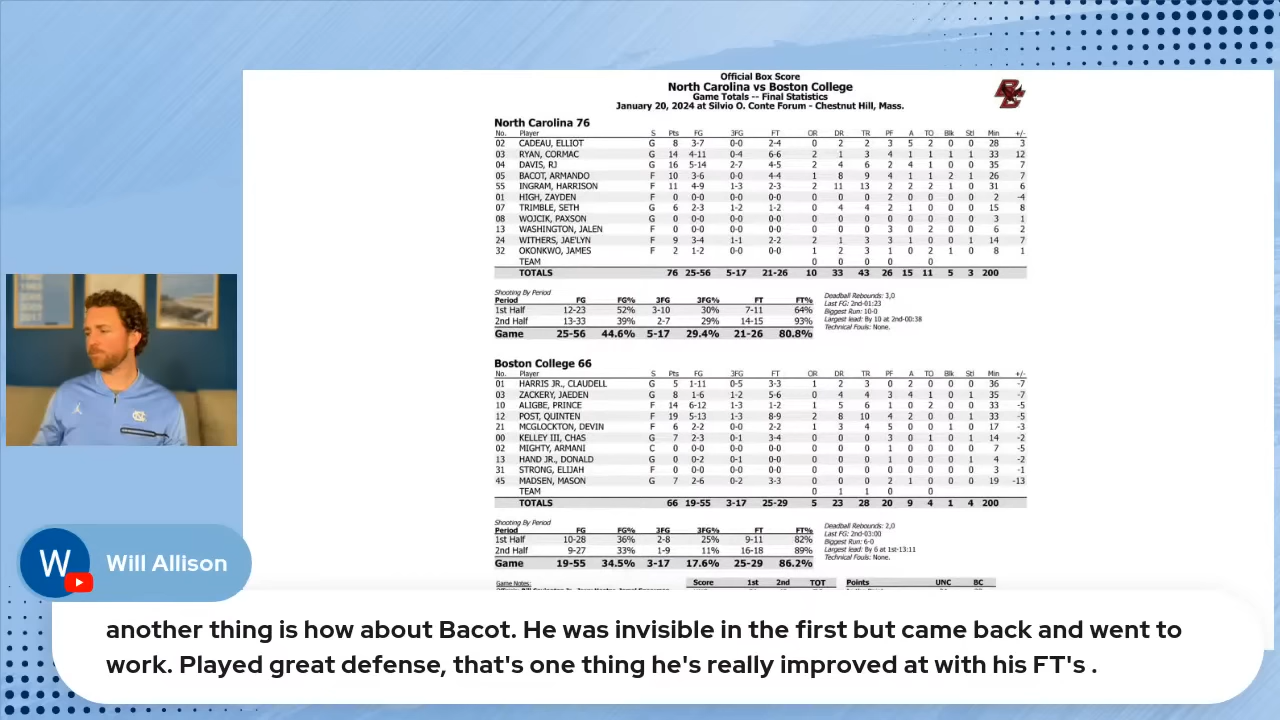 Official Box Score
North Carolina vs Boston College
Game Totals -- Final Statistics
January 20, 2024 at Silvio O. Conte Forum - Chestnut Hill, Mass.
North Carolina 76
No. Player S Pts FG 3FG FT OR DR TR PF A TO Blk Stl Min +/-
02 CADEAU, ELLIOT G 8 3-7 0-0 2-4 0 2 2 3 5 2 0 0 28 3
03 RYAN, CORMAC G 14 4-11 0-4 6-6 2 1 3 4 1 1 1 1 33 12
04 DAVIS, RJ G 16 5-14 2-7 4-5 2 4 6 2 4 1 0 0 35 7
05 BACOT, ARMANDO F 10 3-6 0-0 4-4 1 8 9 4 1 1 2 1 26 7
55 INGRAM, HARRISON F 11 4-9 1-3 2-3 2 11 13 2 2 2 1 0 31 6
01 HIGH, ZAYDEN F 0 0-0 0-0 0-0 0 0 0 2 0 0 0 0 2 -4
07 TRIMBLE, SETH G 6 2-3 1-2 1-2 0 4 4 2 1 0 0 0 15 8
08 WOJCIK, PAXSON G 0 0-0 0-0 0-0 0 0 0 0 0 0 0 0 3 1
13 WASHINGTON, JALEN F 0 0-0 0-0 0-0 0 0 0 3 0 2 0 0 6 2
24 WITHERS, JAE'LYN F 9 3-4 1-1 2-2 2 1 3 3 1 0 0 1 14 7
32 OKONKWO, JAMES F 2 1-2 0-0 0-0 1 2 3 1 0 2 1 0 8 1
TEAM 0 0 0 0 0
TOTALS 76 25-56 5-17 21-26 10 33 43 26 15 11 5 3 200
Shooting By Period
Period FG FG% 3FG 3FG% FT FT%
1st Half 12-23 52% 3-10 30% 7-11 64%
2nd Half 13-33 39% 2-7 29% 14-15 93%
Game 25-56 44.6% 5-17 29.4% 21-26 80.8%
Deadball Rebounds: 3,0
Last FG: 2nd-01:23
Biggest Run: 10-0
Largest lead: By 10 at 2nd-00:38
Technical Fouls: None.
Boston College 66
No. Player S Pts FG 3FG FT OR DR TR PF A TO Blk Stl Min +/-
01 HARRIS JR., CLAUDELL G 5 1-11 0-5 3-3 1 2 3 0 2 0 0 0 36 -7
03 ZACKERY, JAEDEN G 8 1-6 1-2 5-6 0 4 4 3 4 1 0 1 35 -7
10 ALIGBE, PRINCE F 14 6-12 1-3 1-2 1 5 6 1 0 2 0 0 33 -5
12 POST, QUINTEN F 19 5-13 1-3 8-9 2 8 10 4 2 0 0 1 33 -5
21 MCGLOCKTON, DEVIN F 6 2-2 0-0 2-2 1 3 4 5 0 0 1 0 17 -3
00 KELLEY III, CHAS G 7 2-3 0-1 3-4 0 0 0 3 0 1 0 1 14 -2
02 MIGHTY, ARMANI C 0 0-0 0-0 0-0 0 0 0 1 0 0 0 0 7 -5
13 HAND JR., DONALD G 0 0-2 0-1 0-0 0 0 0 1 0 0 0 1 4 -2
31 STRONG, ELIJAH F 0 0-0 0-0 0-0 0 0 0 0 0 0 0 0 3 -1
45 MADSEN, MASON G 7 2-6 0-2 3-3 0 0 0 2 1 0 0 0 19 -13
TEAM 0 1 1 0 0
TOTALS 66 19-55 3-17 25-29 5 23 28 20 9 4 1 4 200
Shooting By Period
Period FG FG% 3FG 3FG% FT FT%
1st Half 10-28 36% 2-8 25% 9-11 82%
2nd Half 9-27 33% 1-9 11% 16-18 89%
Game 19-55 34.5% 3-17 17.6% 25-29 86.2%
Deadball Rebounds: 2,0
Last FG: 2nd-03:00
Biggest Run: 6-0
Largest lead: By 6 at 1st-13:11
Technical Fouls: None.
Game Notes: Score 1st 2nd TOT Points UNC BC
W Will Allison
another thing is how about Bacot. He was invisible in the first but came back and went to
work. Played great defense, that's one thing he's really improved at with his FT's .